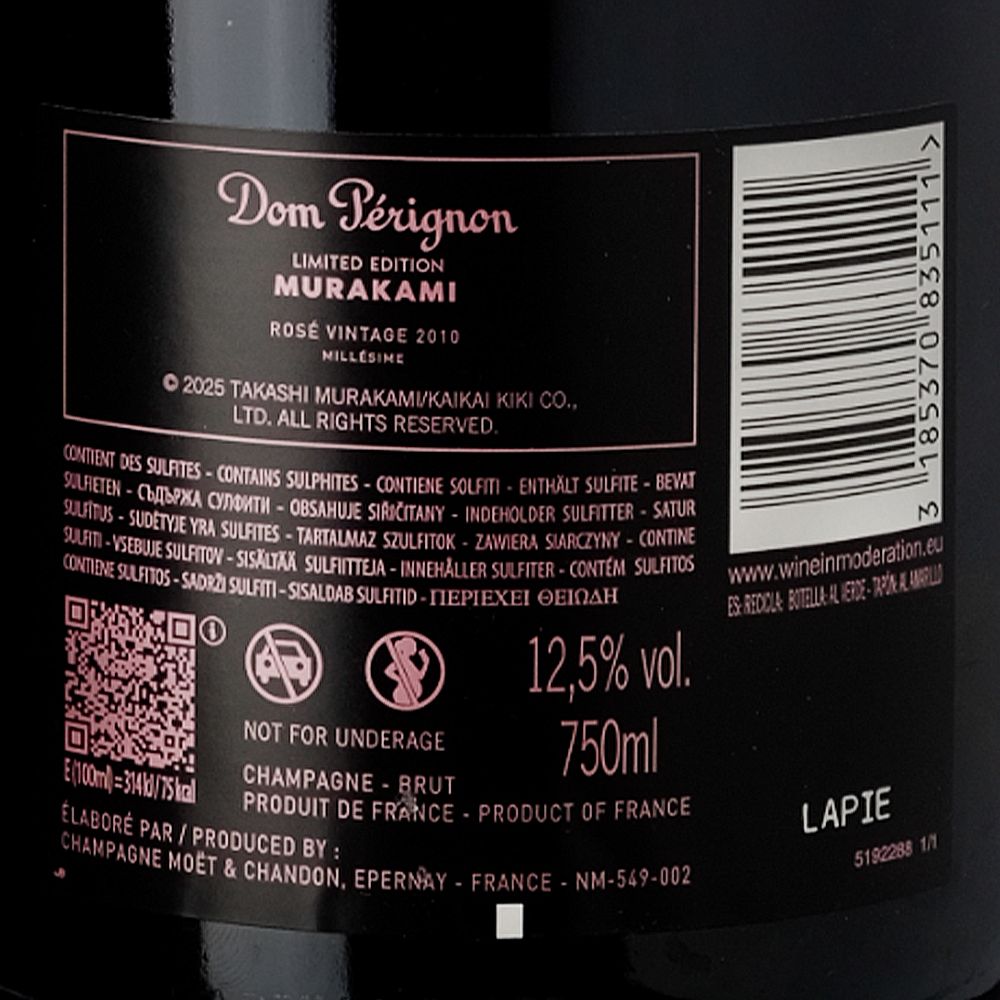 Dom Pérignon
LIMITED EDITION
MURAKAMI
ROSÉ VINTAGE 2010
MILLÉSIME
© 2025 TAKASHI MURAKAMI/KAIKAI KIKI CO.,
LTD. ALL RIGHTS RESERVED.
CONTIENT DES SULFITES - CONTAINS SULPHITES - CONTIENE SOLFITI - ENTHÄLT SULFITE - BEVAT
SULFIETEN - СЪДЪРЖА СУЛФИТИ - OBSAHUJE SIŘIČITANY - INDEHOLDER SULFITTER - SATUR
SULFĪTUS - SUDĖTYJE YRA SULFITES - TARTALMAZ SZULFITOK - ZAWIERA SIARCZYNY - CONTINE
SULFITI - VSEBUJE SULFITOV - SISÄLTÄÄ SULFIITTEJA - INNEHÅLLER SULFITER - CONTÉM SULFITOS
CONTIENE SULFITOS - SADRŽI SULFITI - SISALDAB SULFITID - ΠΕΡΙΕΧΕΙ ΘΕΙΩΔΗ
E (100ml) = 314kJ / 75 kcal
NOT FOR UNDERAGE
12,5% vol.
750ml
CHAMPAGNE - BRUT
PRODUIT DE FRANCE - PRODUCT OF FRANCE
ÉLABORÉ PAR / PRODUCED BY :
CHAMPAGNE MOËT & CHANDON, EPERNAY - FRANCE - NM-549-002
3 185370 835111 >
www.wineinmoderation.eu
ES: RECICLA: BOTELLA: AL VERDE - TAPÓN: AL AMARILLO
LAPIE
5192288 1/1